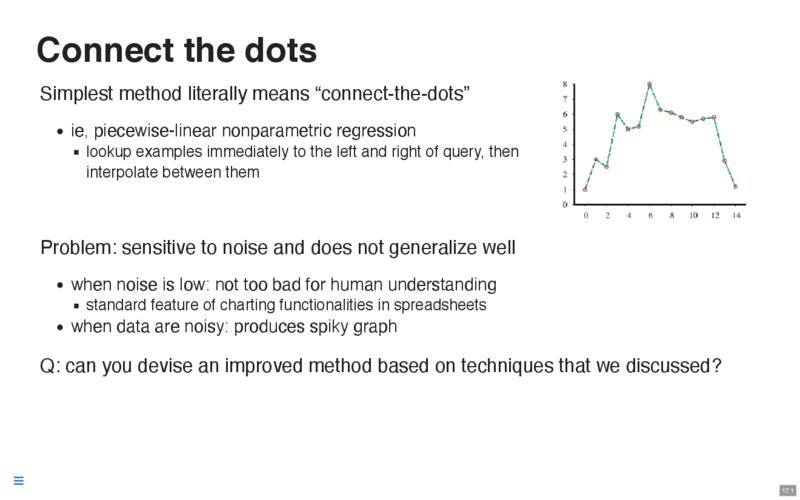 Connect the dots
Simplest method literally means “connect-the-dots”
• ie, piecewise-linear nonparametric regression
▪ lookup examples immediately to the left and right of query, then
interpolate between them
8
7
6
5
4
3
2
1
0
0 2 4 6 8 10 12 14
Problem: sensitive to noise and does not generalize well
• when noise is low: not too bad for human understanding
▪ standard feature of charting functionalities in spreadsheets
• when data are noisy: produces spiky graph
Q: can you devise an improved method based on techniques that we discussed?
17.1